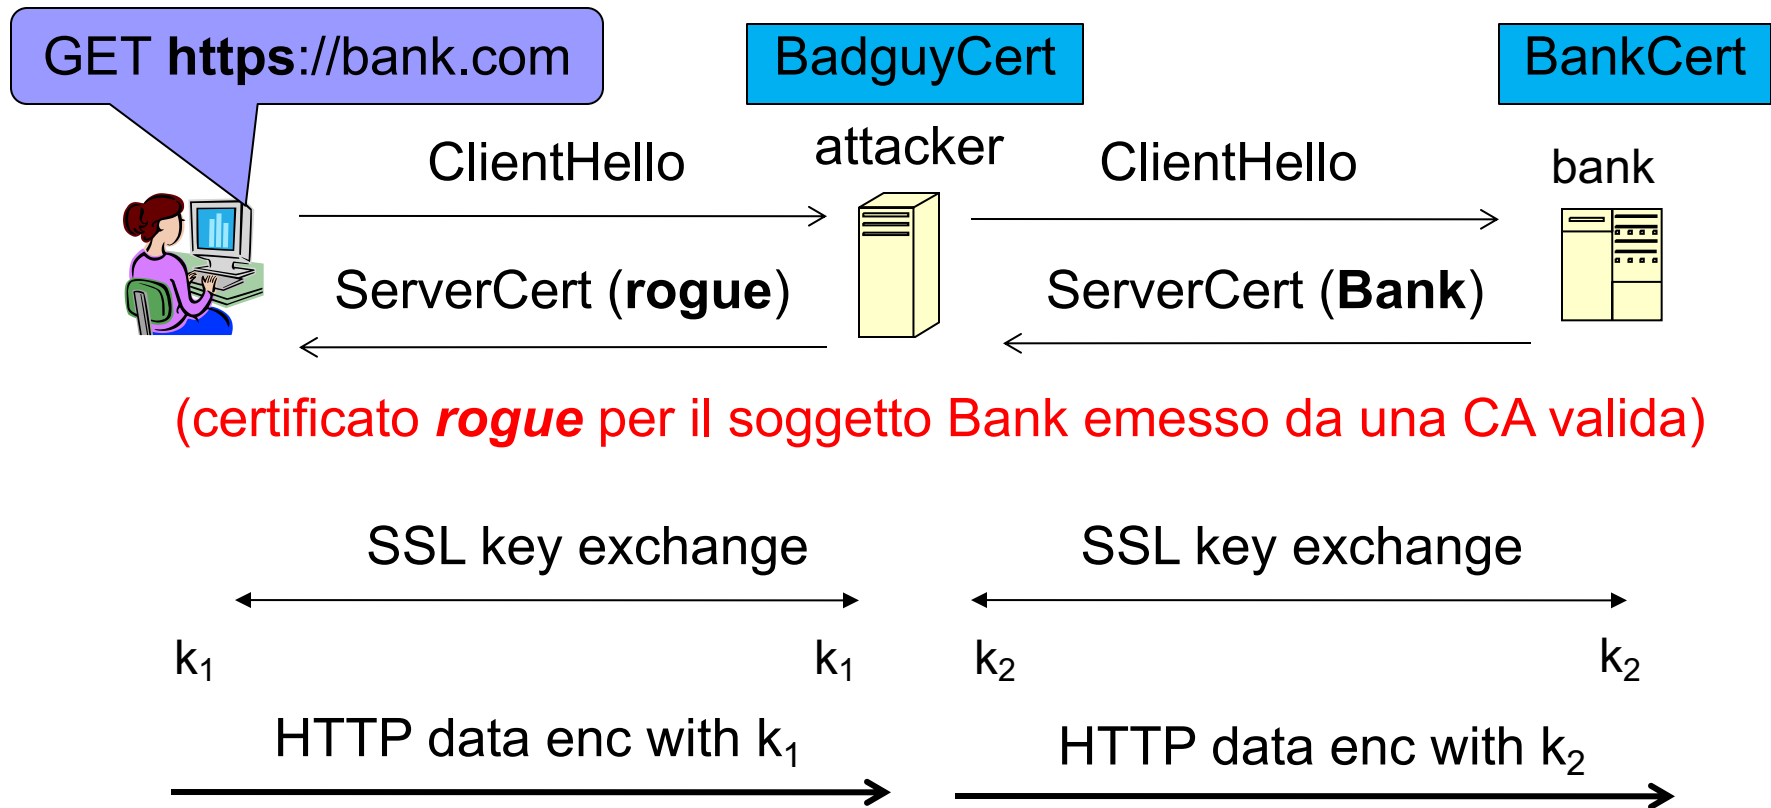 GET https://bank.com
BadguyCert
BankCert
attacker
bank
ClientHello
ClientHello
ServerCert (rogue)
ServerCert (Bank)
(certificato rogue per il soggetto Bank emesso da una CA valida)
SSL key exchange
SSL key exchange
k₁
k₁
k₂
k₂
HTTP data enc with k₁
HTTP data enc with k₂